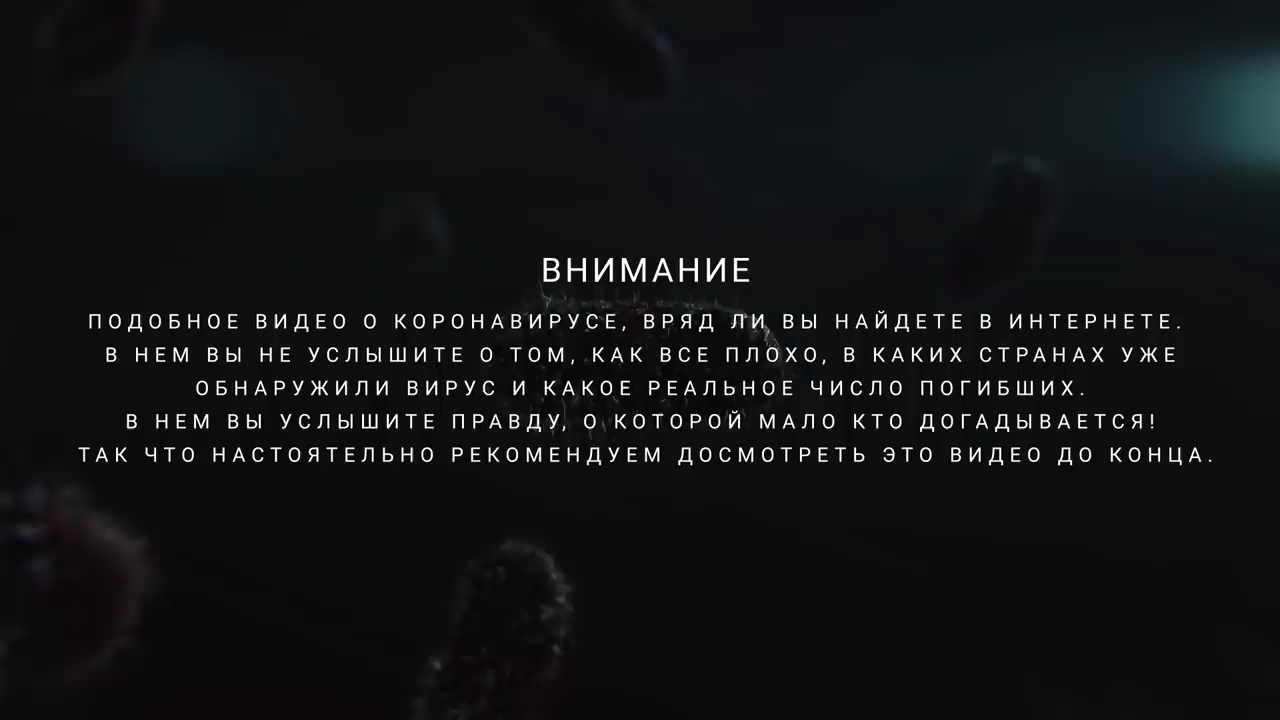 ВНИМАНИЕ
ПОДОБНОЕ ВИДЕО О КОРОНАВИРУСЕ, ВРЯД ЛИ ВЫ НАЙДЕТЕ В ИНТЕРНЕТЕ.
В НЕМ ВЫ НЕ УСЛЫШИТЕ О ТОМ, КАК ВСЕ ПЛОХО, В КАКИХ СТРАНАХ УЖЕ
ОБНАРУЖИЛИ ВИРУС И КАКОЕ РЕАЛЬНОЕ ЧИСЛО ПОГИБШИХ.
В НЕМ ВЫ УСЛЫШИТЕ ПРАВДУ, О КОТОРОЙ МАЛО КТО ДОГАДЫВАЕТСЯ!
ТАК ЧТО НАСТОЯТЕЛЬНО РЕКОМЕНДУЕМ ДОСМОТРЕТЬ ЭТО ВИДЕО ДО КОНЦА.